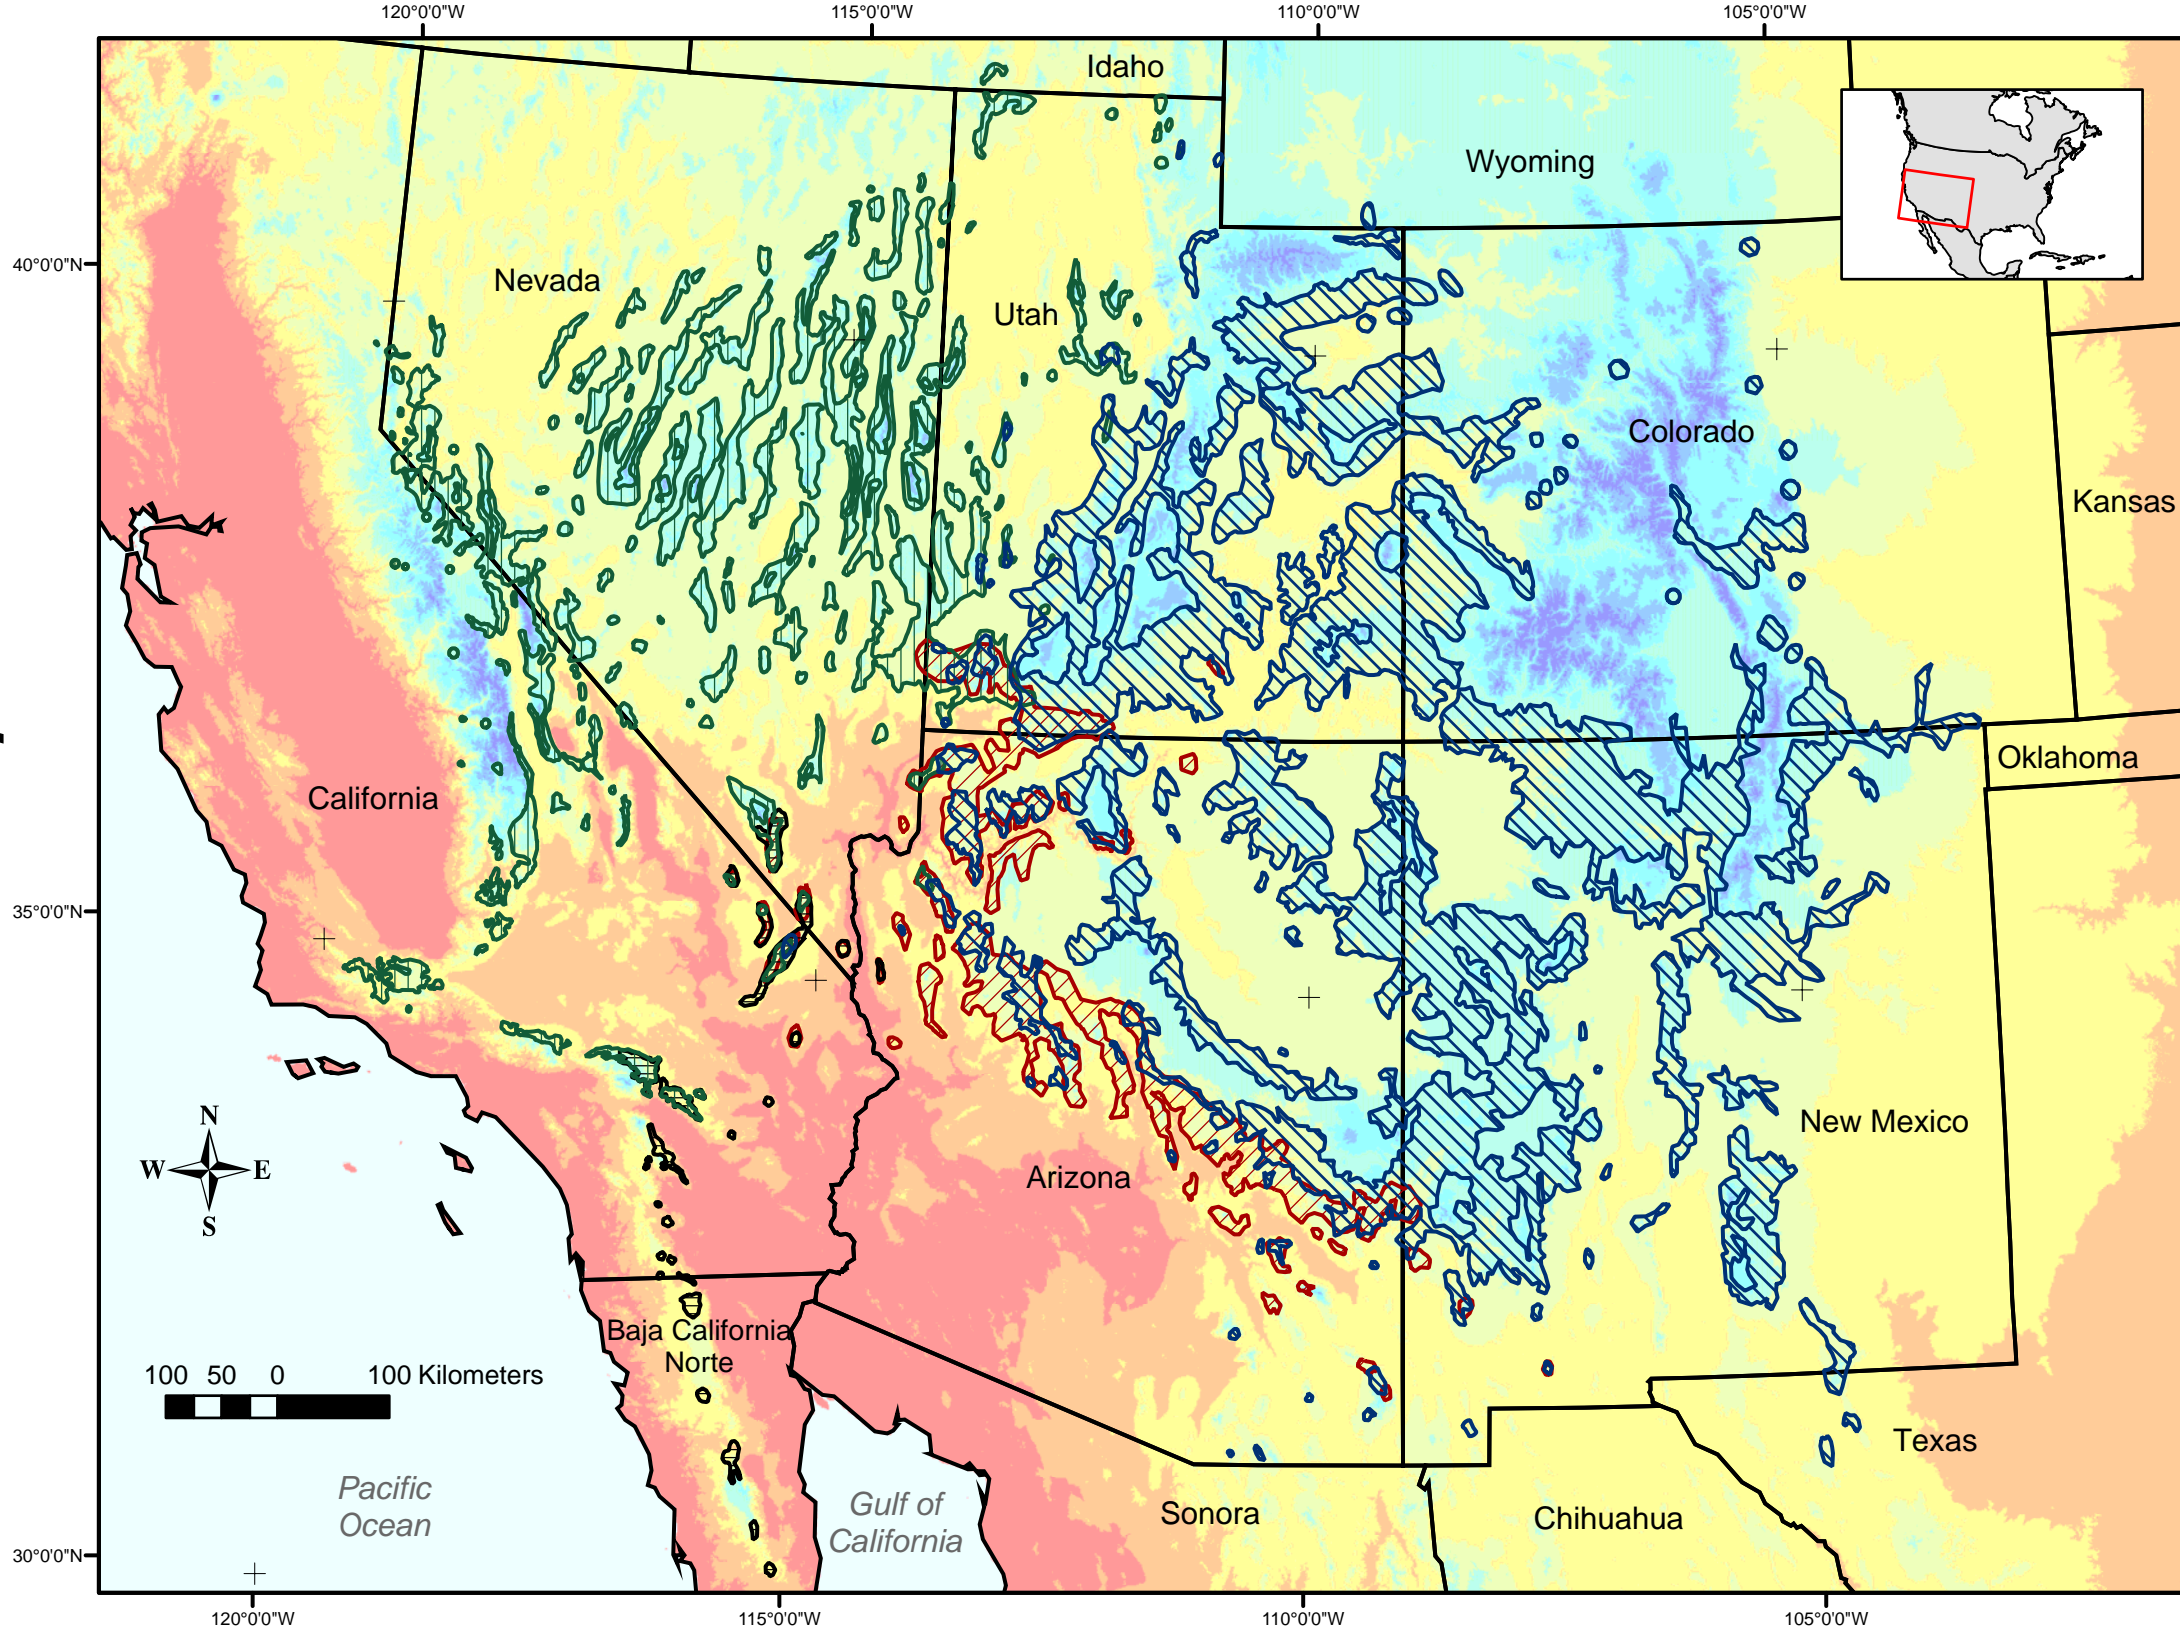 120°0'0"W
115°0'0"W
110°0'0"W
105°0'0"W
Idaho
Wyoming
40°0'0"N
Nevada
Utah
Colorado
Kansas
Oklahoma
California
35°0'0"N
N
W
E
S
New Mexico
Arizona
Baja California
Norte
100
50
0
100 Kilometers
Texas
Pacific
Ocean
Gulf of
California
Sonora
Chihuahua
30°0'0"N
120°0'0"W
115°0'0"W
110°0'0"W
105°0'0"W